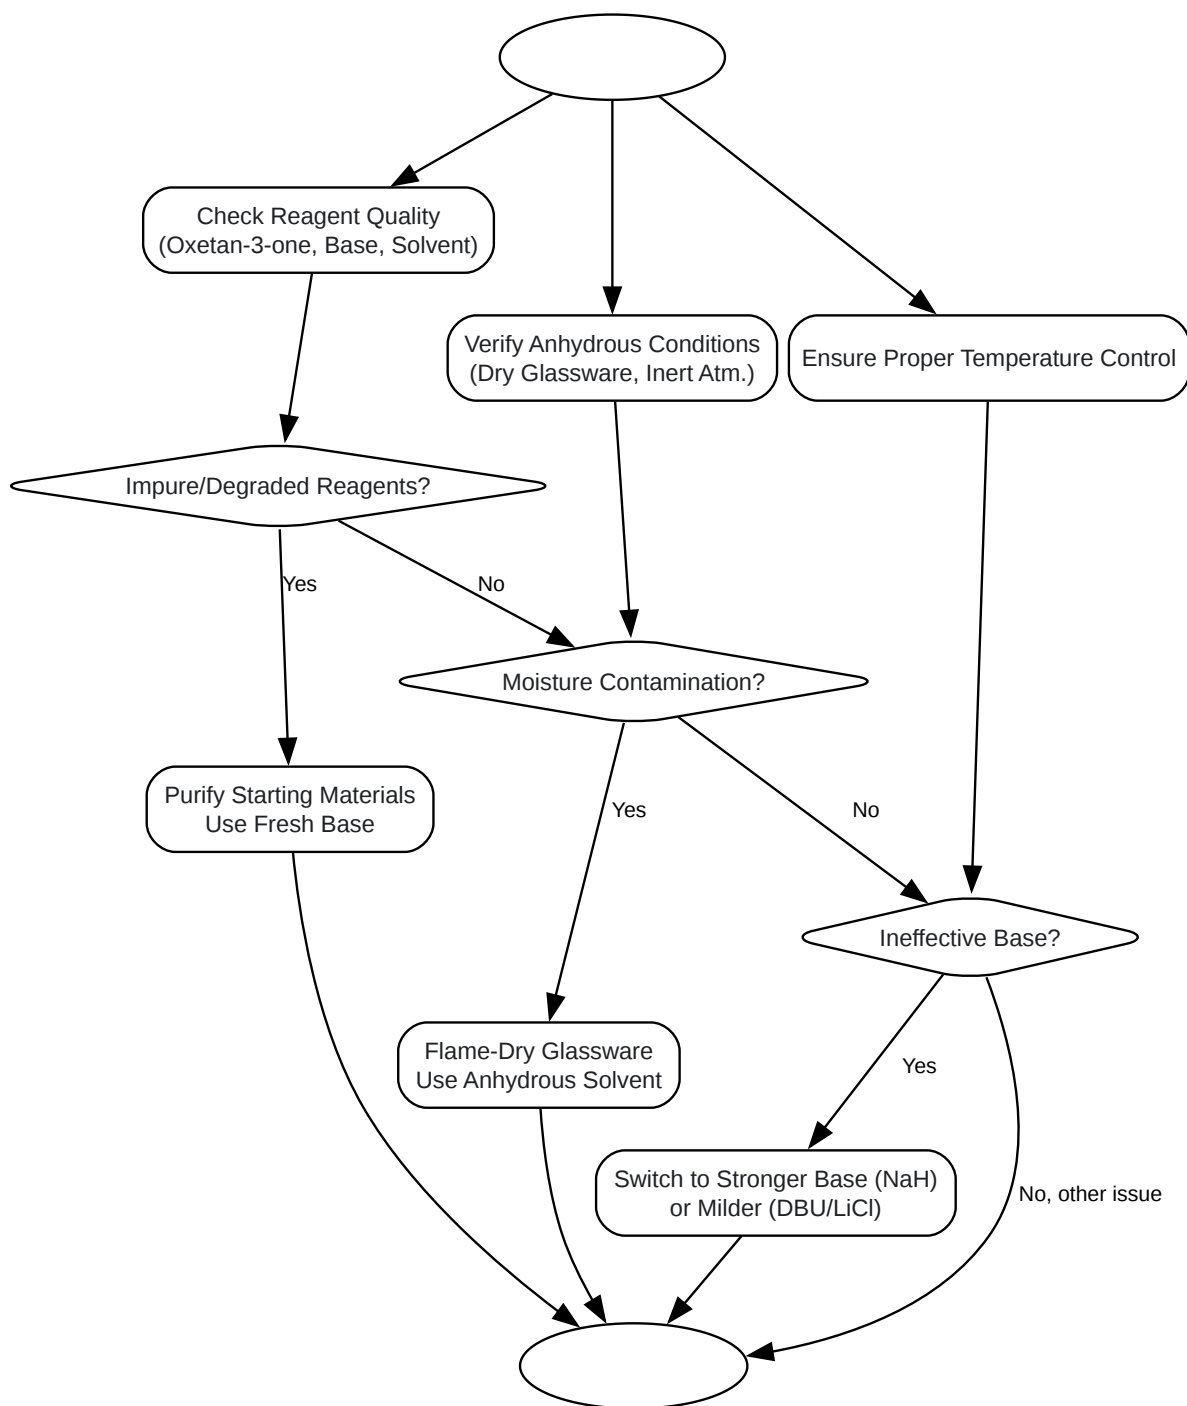 Check Reagent Quality
(Oxetan-3-one, Base, Solvent)
Verify Anhydrous Conditions
(Dry Glassware, Inert Atm.)
Ensure Proper Temperature Control
Impure/Degraded Reagents?
Yes
No
Moisture Contamination?
Purify Starting Materials
Use Fresh Base
Yes
No
Ineffective Base?
Flame-Dry Glassware
Use Anhydrous Solvent
Yes
Switch to Stronger Base (NaH)
or Milder (DBU/LiCl)
No, other issue